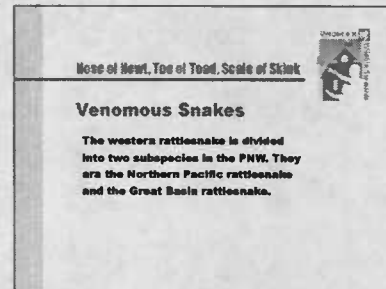 Nose of Newt, Toe of Toad, Scale of Skink
Venomous Snakes
The western rattlesnake is divided
into two subspecies in the PNW. They
are the Northern Pacific rattlesnake
and the Great Basin rattlesnake.